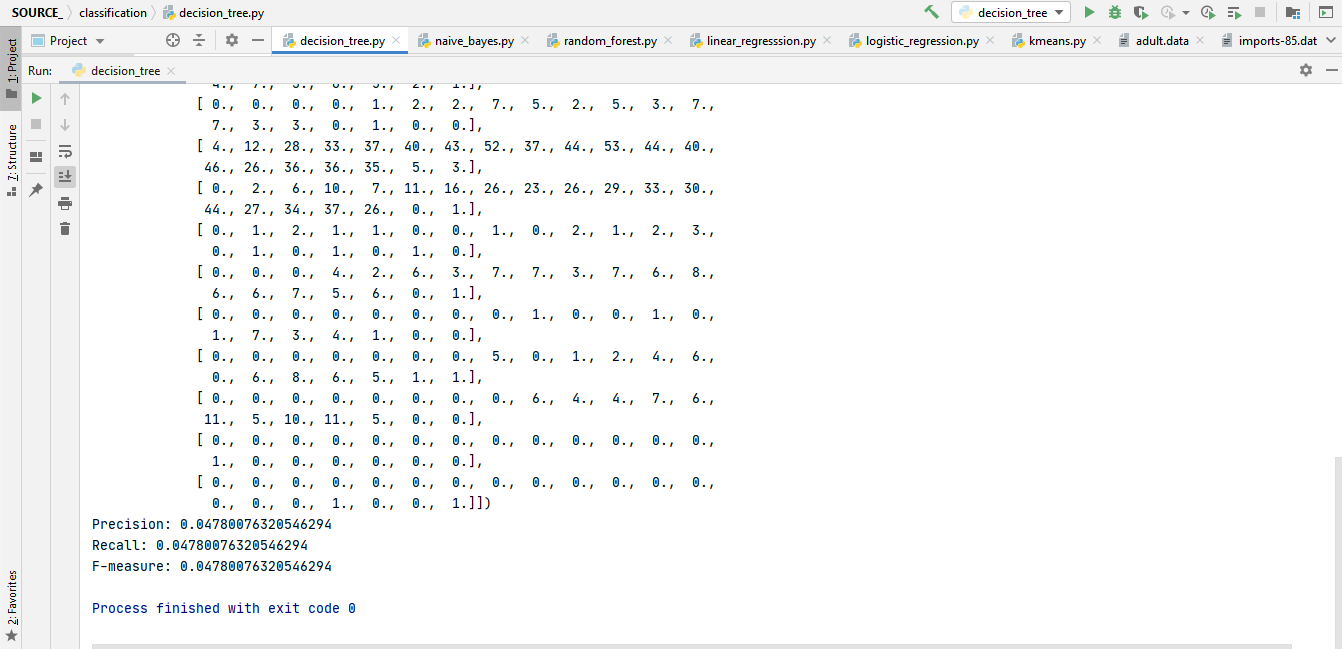 SOURCE_ classification decision_tree.py decision_tree
1: Project Project decision_tree.py naive_bayes.py random_forest.py linear_regresssion.py logistic_regression.py kmeans.py adult.data imports-85.dat
Run: decision_tree
7: Structure
2: Favorites
[ 0., 0., 0., 0., 1., 2., 2., 7., 5., 2., 5., 3., 7.,
7., 3., 3., 0., 1., 0., 0.],
[ 4., 12., 28., 33., 37., 40., 43., 52., 37., 44., 53., 44., 40.,
46., 26., 36., 36., 35., 5., 3.],
[ 0., 2., 6., 10., 7., 11., 16., 26., 23., 26., 29., 33., 30.,
44., 27., 34., 37., 26., 0., 1.],
[ 0., 1., 2., 1., 1., 0., 0., 1., 0., 2., 1., 2., 3.,
0., 1., 0., 1., 0., 1., 0.],
[ 0., 0., 0., 4., 2., 6., 3., 7., 7., 3., 7., 6., 8.,
6., 6., 7., 5., 6., 0., 1.],
[ 0., 0., 0., 0., 0., 0., 0., 0., 1., 0., 0., 1., 0.,
1., 7., 3., 4., 1., 0., 0.],
[ 0., 0., 0., 0., 0., 0., 0., 5., 0., 1., 2., 4., 6.,
0., 6., 8., 6., 5., 1., 1.],
[ 0., 0., 0., 0., 0., 0., 0., 0., 6., 4., 4., 7., 6.,
11., 5., 10., 11., 5., 0., 0.],
[ 0., 0., 0., 0., 0., 0., 0., 0., 0., 0., 0., 0., 0.,
1., 0., 0., 0., 0., 0., 0.],
[ 0., 0., 0., 0., 0., 0., 0., 0., 0., 0., 0., 0., 0.,
0., 0., 0., 1., 0., 0., 1.]])
Precision: 0.04780076320546294
Recall: 0.04780076320546294
F-measure: 0.04780076320546294
Process finished with exit code 0